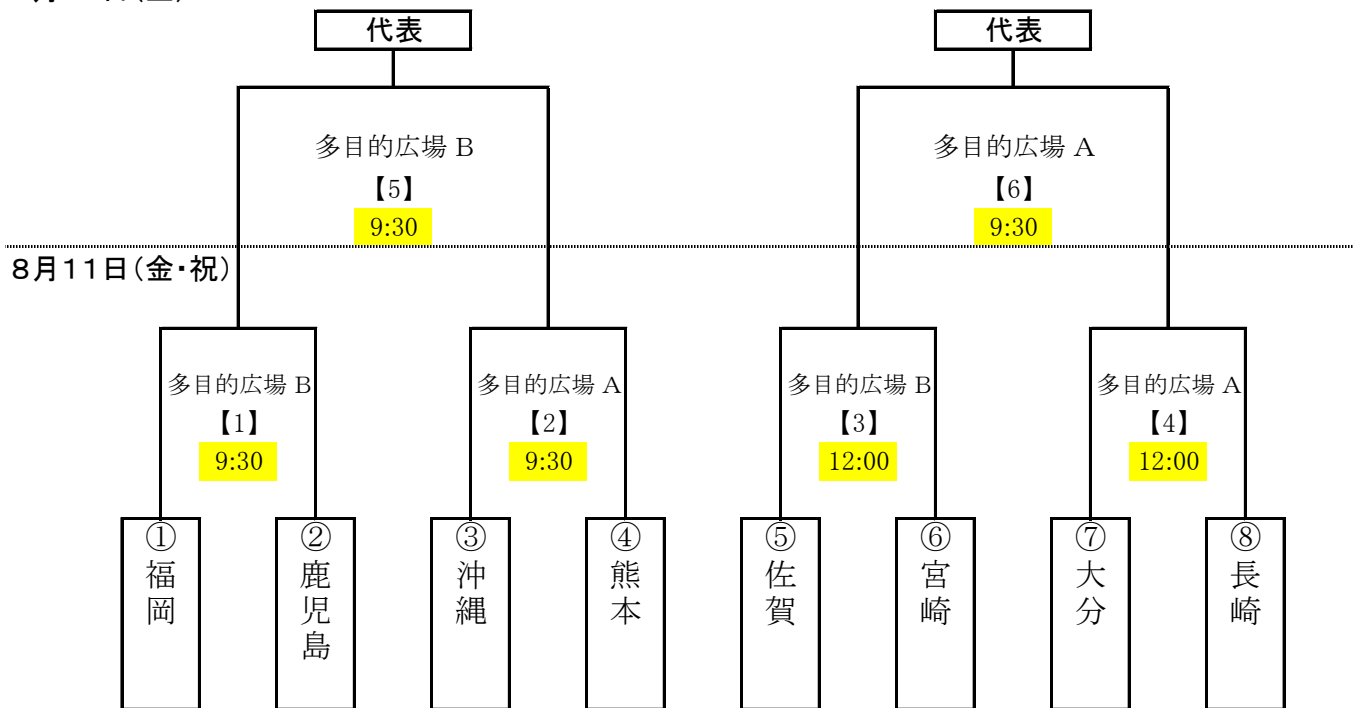 代表
代表
多目的広場 B
【5】
9:30
多目的広場 A
【6】
9:30
8月11日(金・祝)
多目的広場 B
【1】
9:30
多目的広場 A
【2】
9:30
多目的広場 B
【3】
12:00
多目的広場 A
【4】
12:00
①福岡
②鹿児島
③沖縄
④熊本
⑤佐賀
⑥宮崎
⑦大分
⑧長崎